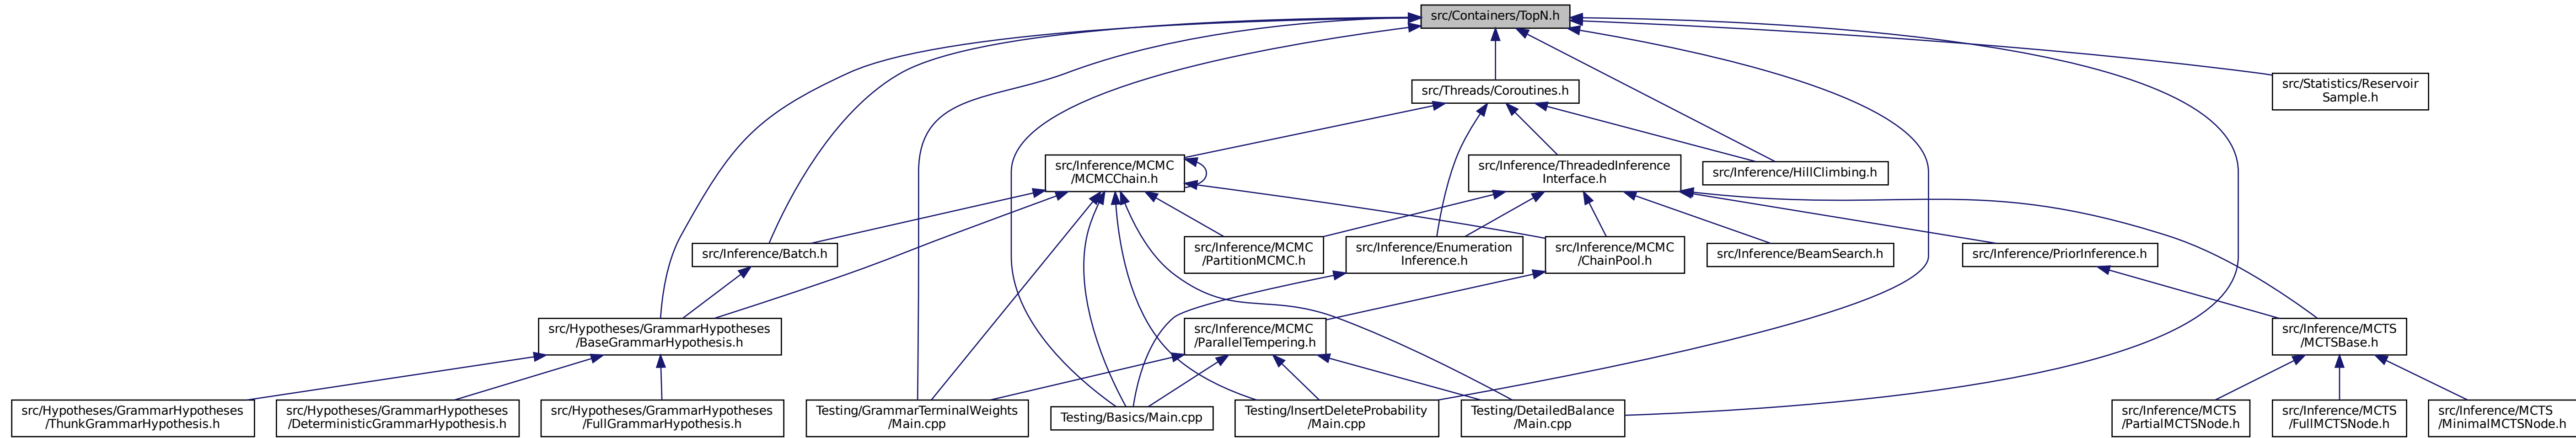 src/Containers/TopN.h
src/Threads/Coroutines.h
src/Statistics/Reservoir
Sample.h
src/Inference/MCMC
/MCMCChain.h
src/Inference/ThreadedInference
Interface.h
src/Inference/HillClimbing.h
src/Inference/Batch.h
src/Inference/MCMC
/PartitionMCMC.h
src/Inference/Enumeration
Inference.h
src/Inference/MCMC
/ChainPool.h
src/Inference/BeamSearch.h
src/Inference/PriorInference.h
src/Hypotheses/GrammarHypotheses
/BaseGrammarHypothesis.h
src/Inference/MCMC
/ParallelTempering.h
src/Inference/MCTS
/MCTSBase.h
src/Hypotheses/GrammarHypotheses
/ThunkGrammarHypothesis.h
src/Hypotheses/GrammarHypotheses
/DeterministicGrammarHypothesis.h
src/Hypotheses/GrammarHypotheses
/FullGrammarHypothesis.h
Testing/GrammarTerminalWeights
/Main.cpp
Testing/Basics/Main.cpp
Testing/InsertDeleteProbability
/Main.cpp
Testing/DetailedBalance
/Main.cpp
src/Inference/MCTS
/PartialMCTSNode.h
src/Inference/MCTS
/FullMCTSNode.h
src/Inference/MCTS
/MinimalMCTSNode.h